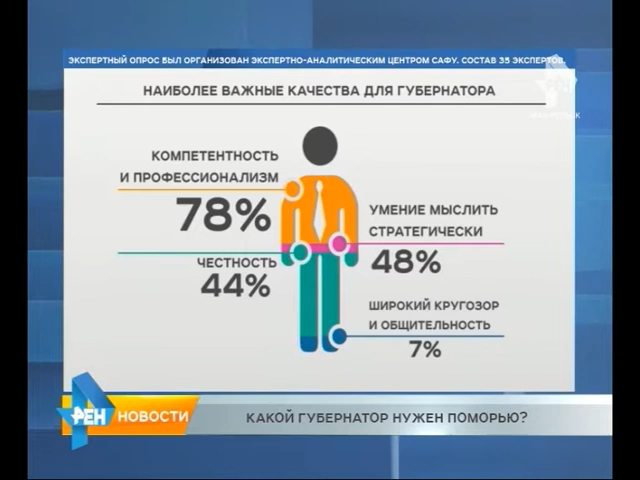 ЭКСПЕРТНЫЙ ОПРОС БЫЛ ОРГАНИЗОВАН ЭКСПЕРТНО-АНАЛИТИЧЕСКИМ ЦЕНТРОМ САФУ. СОСТАВ 35 ЭКСПЕРТОВ.
РЕН
НАИБОЛЕЕ ВАЖНЫЕ КАЧЕСТВА ДЛЯ ГУБЕРНАТОРА
КОМПЕТЕНТНОСТЬ
И ПРОФЕССИОНАЛИЗМ
78%
УМЕНИЕ МЫСЛИТЬ
СТРАТЕГИЧЕСКИ
48%
ЧЕСТНОСТЬ
44%
ШИРОКИЙ КРУГОЗОР
И ОБЩИТЕЛЬНОСТЬ
7%
РЕН НОВОСТИ
КАКОЙ ГУБЕРНАТОР НУЖЕН ПОМОРЬЮ?